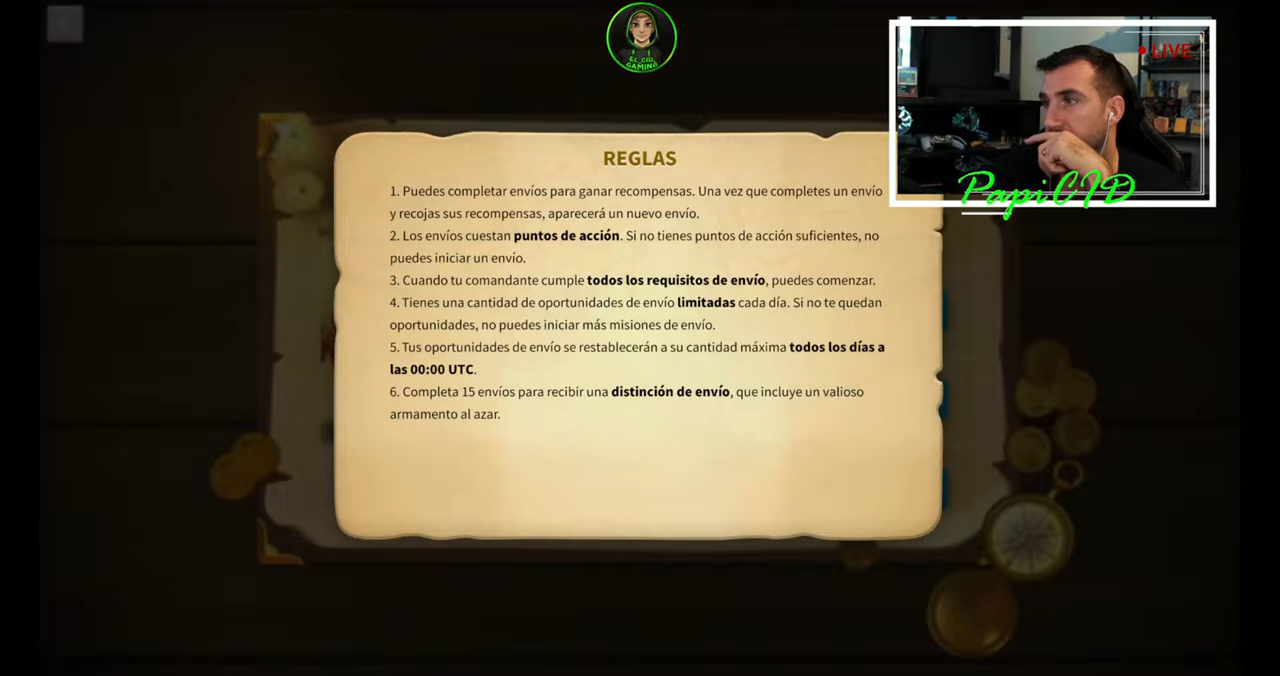 EL CID
GAMING
LIVE
PapiCID
REGLAS
1. Puedes completar envíos para ganar recompensas. Una vez que completes un envío
y recojas sus recompensas, aparecerá un nuevo envío.
2. Los envíos cuestan puntos de acción. Si no tienes puntos de acción suficientes, no
puedes iniciar un envío.
3. Cuando tu comandante cumple todos los requisitos de envío, puedes comenzar.
4. Tienes una cantidad de oportunidades de envío limitadas cada día. Si no te quedan
oportunidades, no puedes iniciar más misiones de envío.
5. Tus oportunidades de envío se restablecerán a su cantidad máxima todos los días a
las 00:00 UTC.
6. Completa 15 envíos para recibir una distinción de envío, que incluye un valioso
armamento al azar.